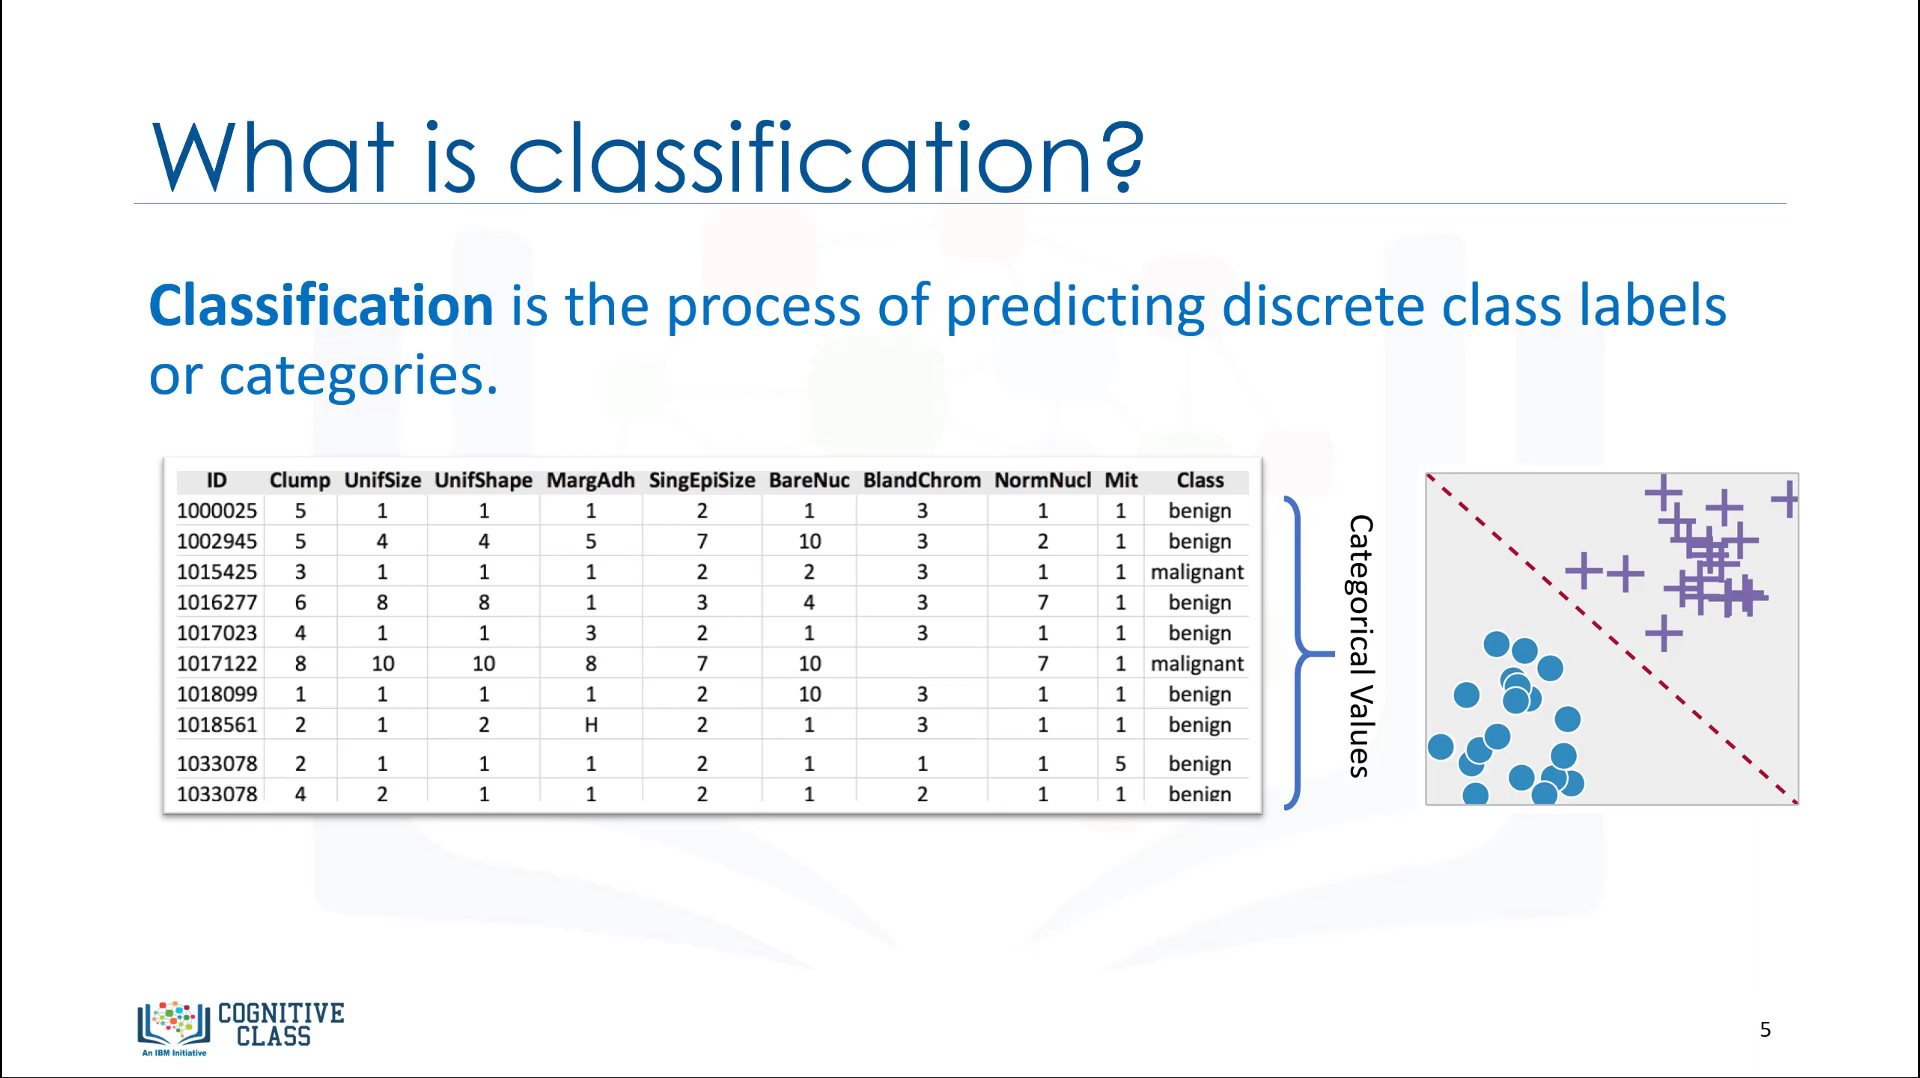 What is classification?
Classification is the process of predicting discrete class labels
or categories.
ID Clump UnifSize UnifShape MargAdh SingEpiSize BareNuc BlandChrom NormNucl Mit Class
1000025 5 1 1 1 2 1 3 1 1 benign
1002945 5 4 4 5 7 10 3 2 1 benign
1015425 3 1 1 1 2 2 3 1 1 malignant
1016277 6 8 8 1 3 4 3 7 1 benign
1017023 4 1 1 3 2 1 3 1 1 benign
1017122 8 10 10 8 7 10 7 1 malignant
1018099 1 1 1 1 2 10 3 1 1 benign
1018561 2 1 2 H 2 1 3 1 1 benign
1033078 2 1 1 1 2 1 1 1 5 benign
1033078 4 2 1 1 2 1 2 1 1 benign
Categorical Values
COGNITIVE
CLASS
An IBM Initiative
5